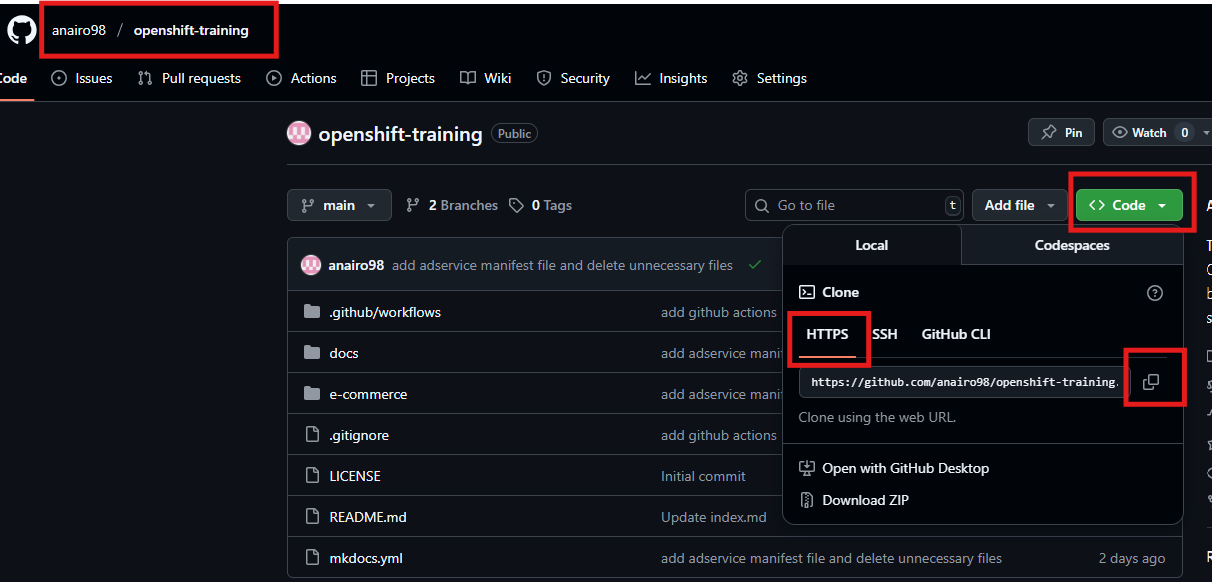 anairo98 / openshift-training
Code Issues Pull requests Actions Projects Wiki Security Insights Settings
openshift-training Public Pin Watch 0
main 2 Branches 0 Tags Go to file t Add file <> Code
Local Codespaces
anairo98 add adservice manifest file and delete unnecessary files
Clone ?
.github/workflows add github actions
HTTPS SSH GitHub CLI
docs add adservice mani
https://github.com/anairo98/openshift-training.
e-commerce add adservice mani
Clone using the web URL.
.gitignore add github actions
Open with GitHub Desktop
LICENSE Initial commit
Download ZIP
README.md Update index.md
mkdocs.yml add adservice manifest file and delete unnecessary files 2 days ago